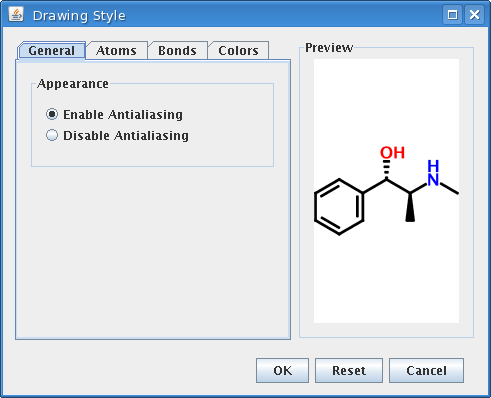 Drawing Style
General Atoms Bonds Colors
Appearance
Enable Antialiasing
Disable Antialiasing
Preview
OH
H
N
OK Reset Cancel